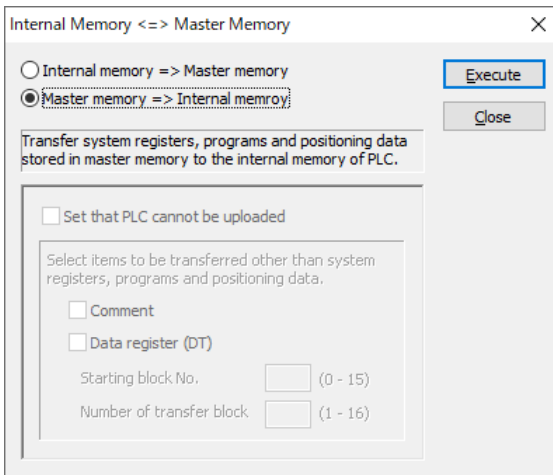 Internal Memory <=> Master Memory
Internal memory => Master memory
Execute
Master memory => Internal memroy
Close
Transfer system registers, programs and positioning data
stored in master memory to the internal memory of PLC.
Set that PLC cannot be uploaded
Select items to be transferred other than system
registers, programs and positioning data.
Comment
Data register (DT)
Starting block No. (0 - 15)
Number of transfer block (1 - 16)